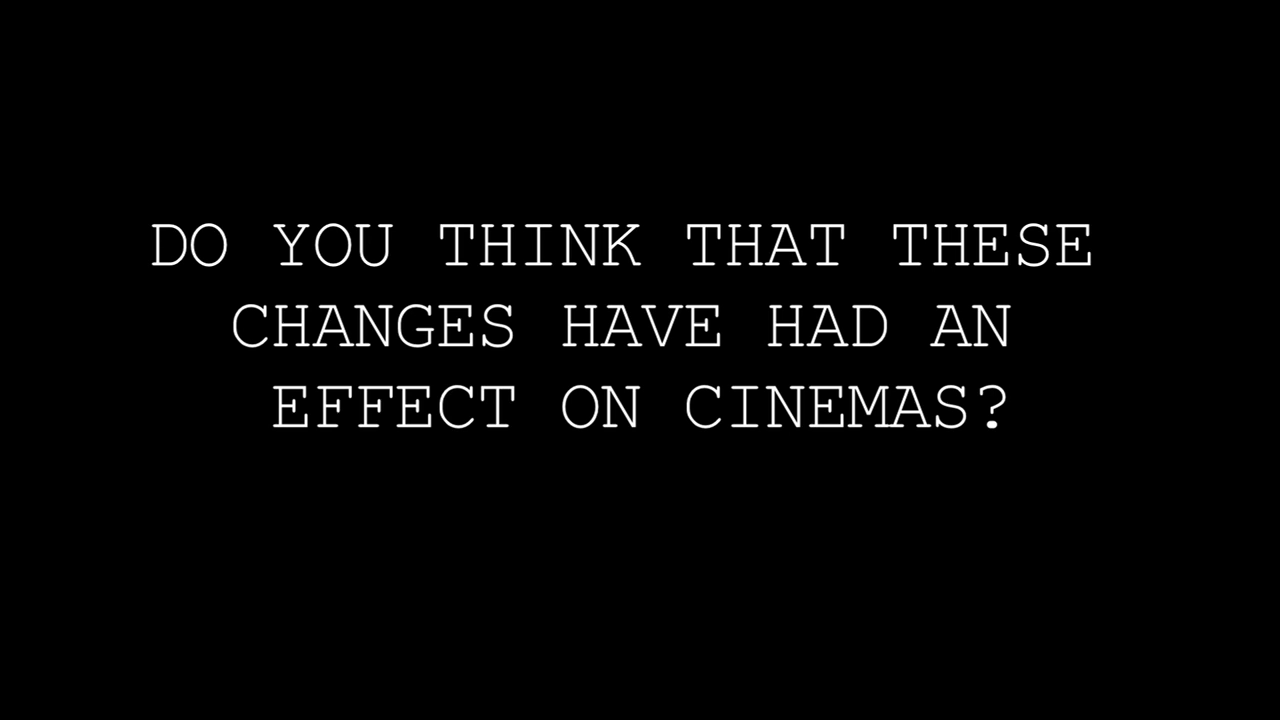 DO YOU THINK THAT THESE
CHANGES HAVE HAD AN
EFFECT ON CINEMAS?